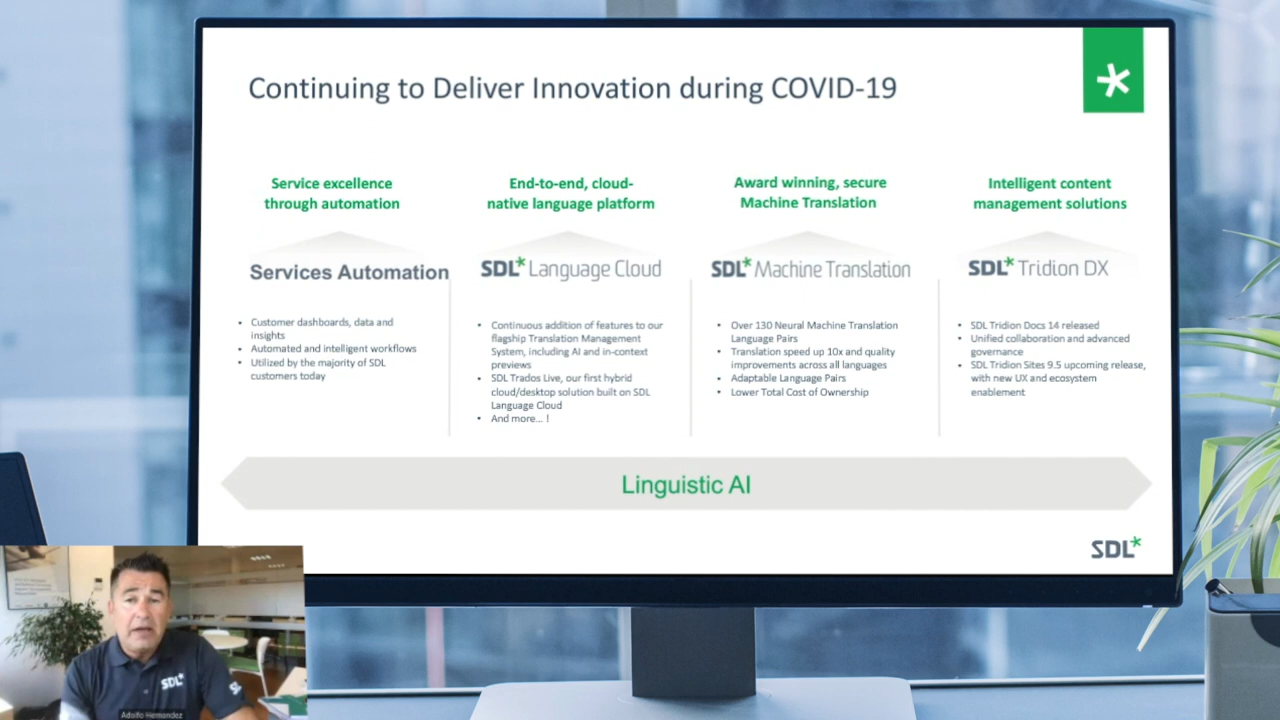 Continuing to Deliver Innovation during COVID-19
Service excellence
through automation
Services Automation
• Customer dashboards, data and
insights
• Automated and intelligent workflows
• Utilized by the majority of SDL
customers today
End-to-end, cloud-
native language platform
SDL* Language Cloud
• Continuous addition of features to our
flagship Translation Management
System, including AI and in-context
previews
• SDL Trados Live, our first hybrid
cloud/desktop solution built on SDL
Language Cloud
• And more... !
Award winning, secure
Machine Translation
SDL* Machine Translation
• Over 130 Neural Machine Translation
Language Pairs
• Translation speed up 10x and quality
improvements across all languages
• Adaptable Language Pairs
• Lower Total Cost of Ownership
Intelligent content
management solutions
SDL* Tridion DX
• SDL Tridion Docs 14 released
• Unified collaboration and advanced
governance
• SDL Tridion Sites 9.5 upcoming release,
with new UX and ecosystem
enablement
Linguistic AI
SDL*
SDL*
Adolfo Hernandez